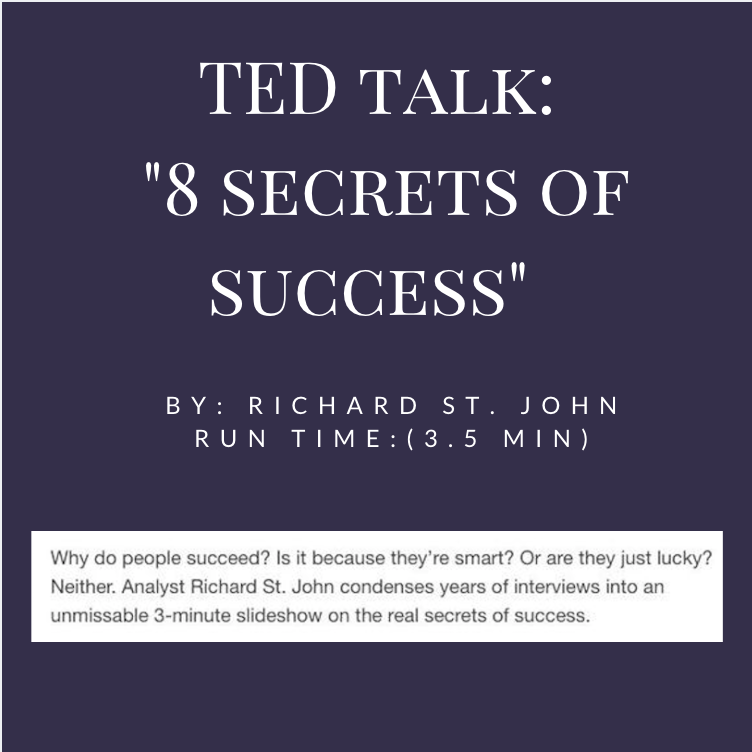 TED TALK:
"8 SECRETS OF
SUCCESS"
BY: RICHARD ST. JOHN
RUN TIME:(3.5 MIN)
Why do people succeed? Is it because they're smart? Or are they just lucky?
Neither. Analyst Richard St. John condenses years of interviews into an
unmissable 3-minute slideshow on the real secrets of success.